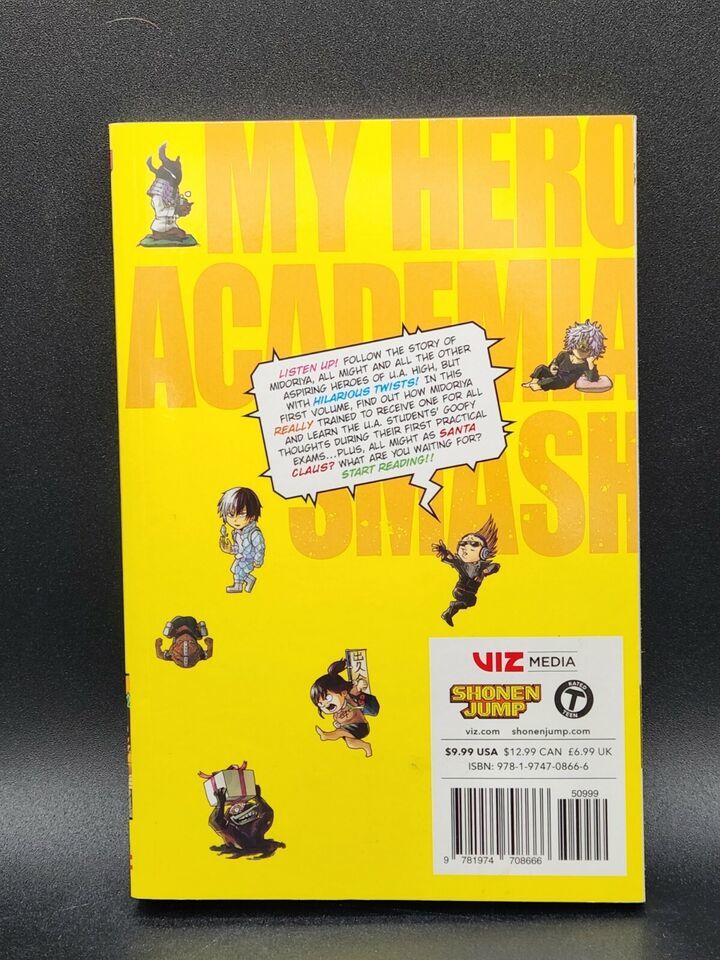 MY HERO
ACADEMIA
SMASH
LISTEN UP! FOLLOW THE STORY OF
MIDORIYA, ALL MIGHT AND ALL THE OTHER
ASPIRING HEROES OF U.A. HIGH, BUT
WITH HILARIOUS TWISTS! IN THIS
FIRST VOLUME, FIND OUT HOW MIDORIYA
REALLY TRAINED TO RECEIVE ONE FOR ALL
AND LEARN THE U.A. STUDENTS' GOOFY
THOUGHTS DURING THEIR FIRST PRACTICAL
EXAMS...PLUS, ALL MIGHT AS SANTA
CLAUS? WHAT ARE YOU WAITING FOR?
START READING!!
出久会
VIZ MEDIA
SHONEN
JUMP
RATED
T
TEEN
viz.com shonenjump.com
$9.99 USA $12.99 CAN £6.99 UK
ISBN: 978-1-9747-0866-6
50999
9 781974 708666